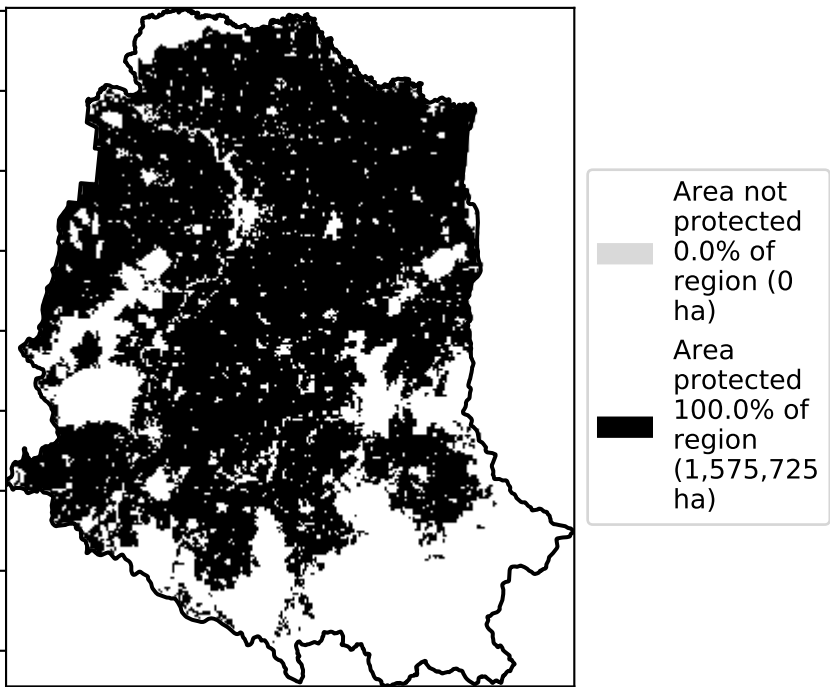 Area not
protected
0.0% of
region (0
ha)
Area
protected
100.0% of
region
(1,575,725
ha)